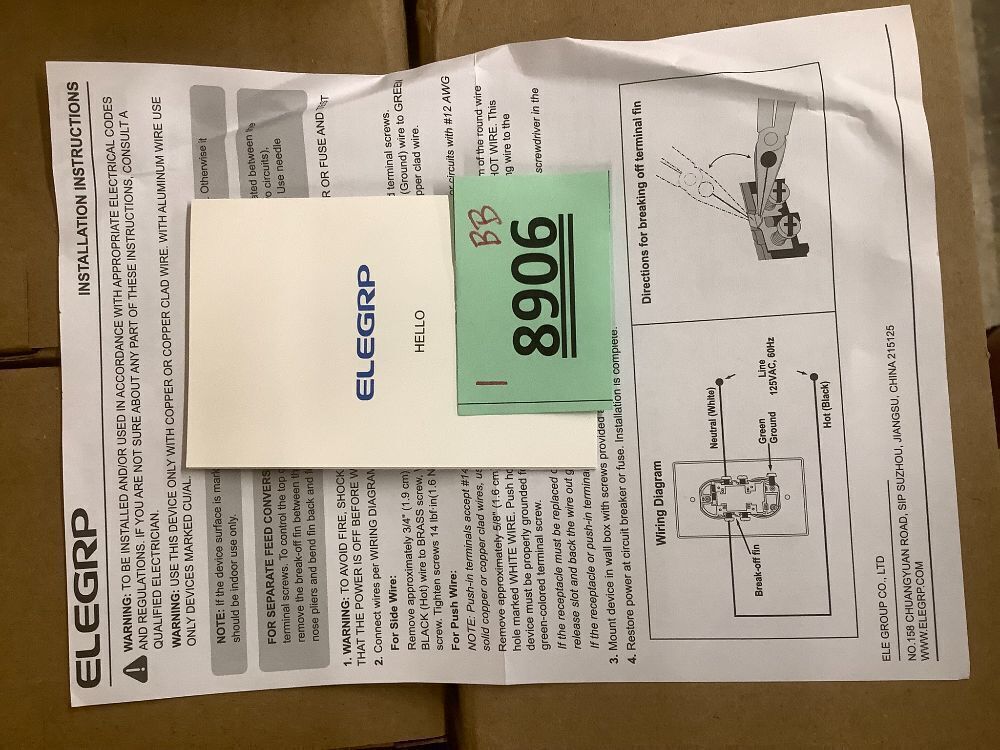 ELEGRP
INSTALLATION INSTRUCTIONS
WARNING: TO BE INSTALLED AND/OR USED IN ACCORDANCE WITH APPROPRIATE ELECTRICAL CODES
AND REGULATIONS. IF YOU ARE NOT SURE ABOUT ANY PART OF THESE INSTRUCTIONS, CONSULT A
QUALIFIED ELECTRICIAN.
WARNING: USE THIS DEVICE ONLY WITH COPPER OR COPPER CLAD WIRE. WITH ALUMINUM WIRE USE
ONLY DEVICES MARKED CU/AL.
NOTE: If the device surface is mark
Otherwise it
should be indoor use only.
FOR SEPARATE FEED CONVERS
terminal screws. To control the top
remove the break-off fin between th
Use needle
nose pliers and bend fin back and
1. WARNING: TO AVOID FIRE, SHOCK
R OR FUSE AND
THAT THE POWER IS OFF BEFORE W
2. Connect wires per WIRING DIAGRAM
For Side Wire:
terminal screws.
Remove approximately 3/4" (1.9 cm)
(Ground) wire to GREE
BLACK (Hot) wire to BRASS screw.
pper clad wire.
screw. Tighten screws 14 lbf-in(1.6 N
For Push Wire:
NOTE: Push-in terminals accept #14
circuits with #12 AWG
solid copper or copper clad wires, us
Remove approximately 5/8" (1.6 cm
of the round wire
hole marked WHITE WIRE. Push ho
HOT WIRE. This
device must be properly grounded f
ng wire to the
green-colored terminal screw.
If the receptacle must be replaced o
screwdriver in the
release slot and back the wire out g
If the receptacle or push-in terminal
3. Mount device in wall box with screws provided
4. Restore power at circuit breaker or fuse. Installation is complete.
Wiring Diagram
Neutral (White)
Green
Ground
Line
125VAC, 60Hz
Hot (Black)
Break-off fin
Directions for breaking off terminal fin
ELE GROUP CO., LTD
NO.158 CHUANGYUAN ROAD, SIP SUZHOU, JIANGSU, CHINA 215125
WWW.ELEGRP.COM
ELEGRP
HELLO
1
BB
8906